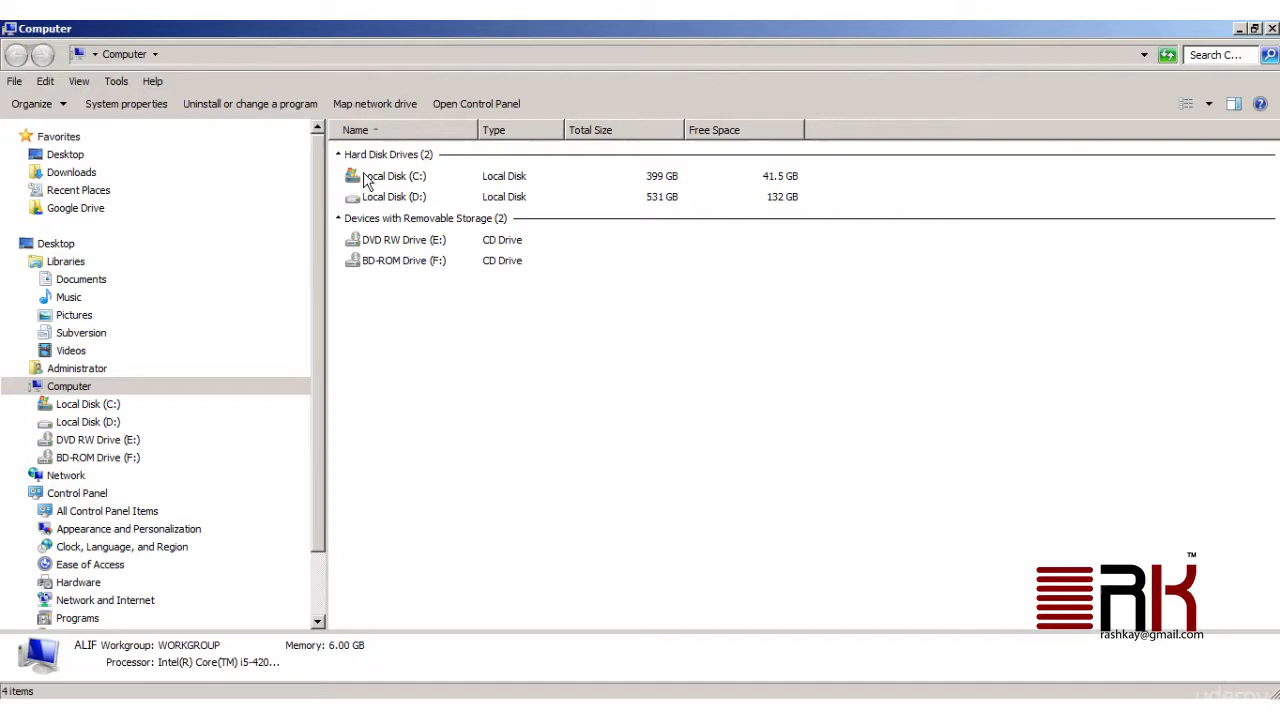 Computer
Computer
Search C...
File Edit View Tools Help
Organize System properties Uninstall or change a program Map network drive Open Control Panel
Favorites
Desktop
Downloads
Recent Places
Google Drive
Desktop
Libraries
Documents
Music
Pictures
Subversion
Videos
Administrator
Computer
Local Disk (C:)
Local Disk (D:)
DVD RW Drive (E:)
BD-ROM Drive (F:)
Network
Control Panel
All Control Panel Items
Appearance and Personalization
Clock, Language, and Region
Ease of Access
Hardware
Network and Internet
Programs
Name Type Total Size Free Space
Hard Disk Drives (2)
Local Disk (C:) Local Disk 399 GB 41.5 GB
Local Disk (D:) Local Disk 531 GB 132 GB
Devices with Removable Storage (2)
DVD RW Drive (E:) CD Drive
BD-ROM Drive (F:) CD Drive
RK ™
rashkay@gmail.com
ALIF Workgroup: WORKGROUP Memory: 6.00 GB
Processor: Intel(R) Core(TM) i5-420...
4 items
udemy